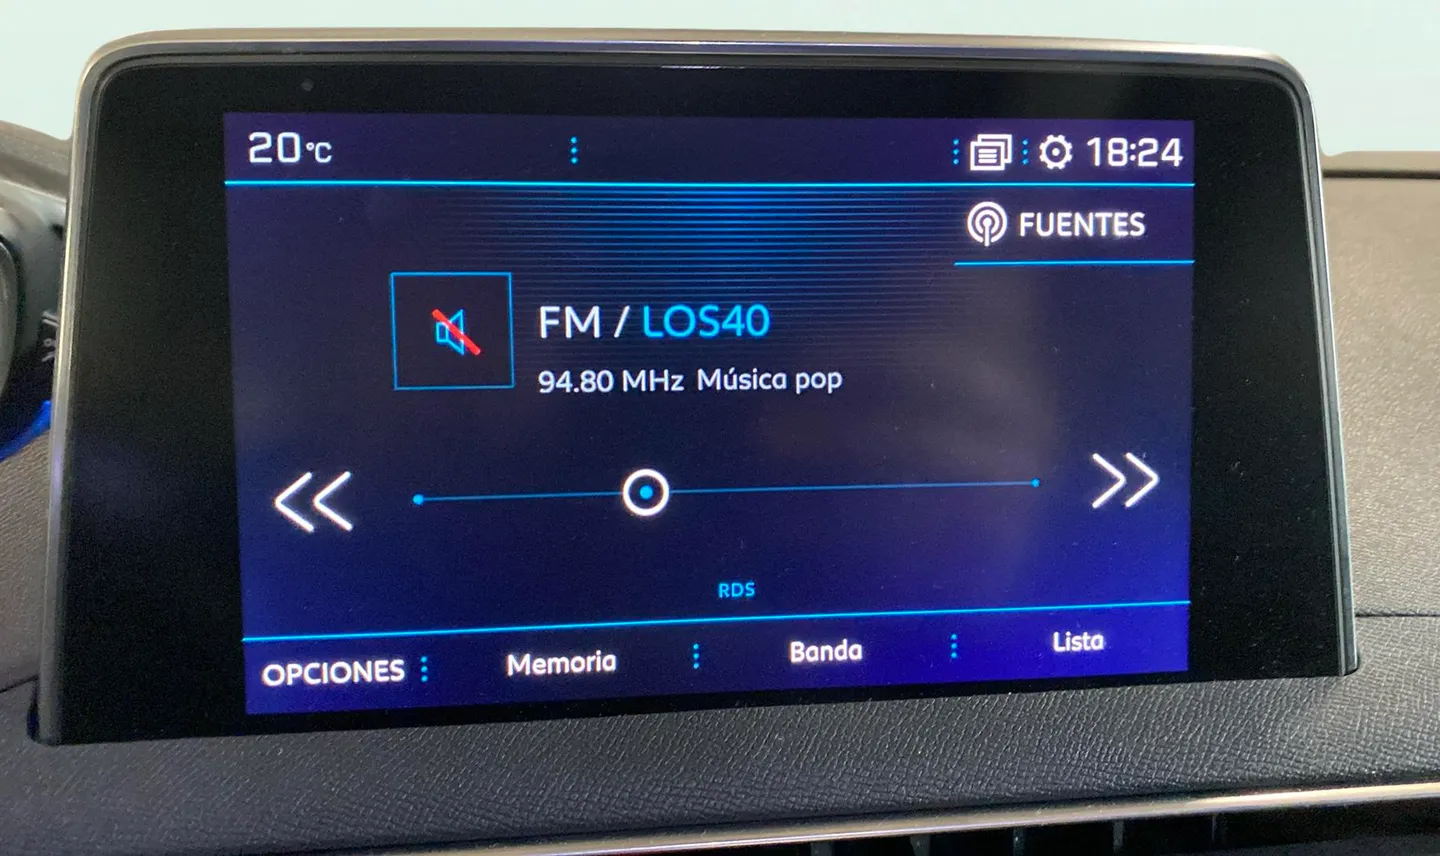 20°C 18:24
FUENTES
FM / LOS40
94.80 MHz Música pop
RDS
OPCIONES Memoria Banda Lista